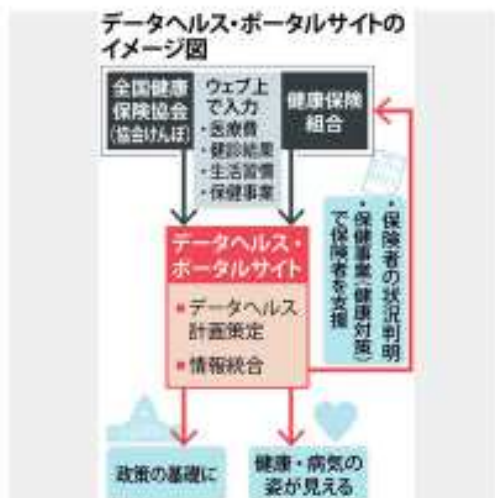 データヘルス・ポータルサイトの
イメージ図
全国健康
保険協会
(協会けんぽ)
ウェブ上
で入力
・医療費
・健診結果
・生活習慣
・保健事業
健康保険
組合
データヘルス・
ポータルサイト
データヘルス
計画策定
情報統合
・保険者の状況判明
・保健事業(健康対策)
で保険者を支援
政策の基礎に
健康・病気の
姿が見える